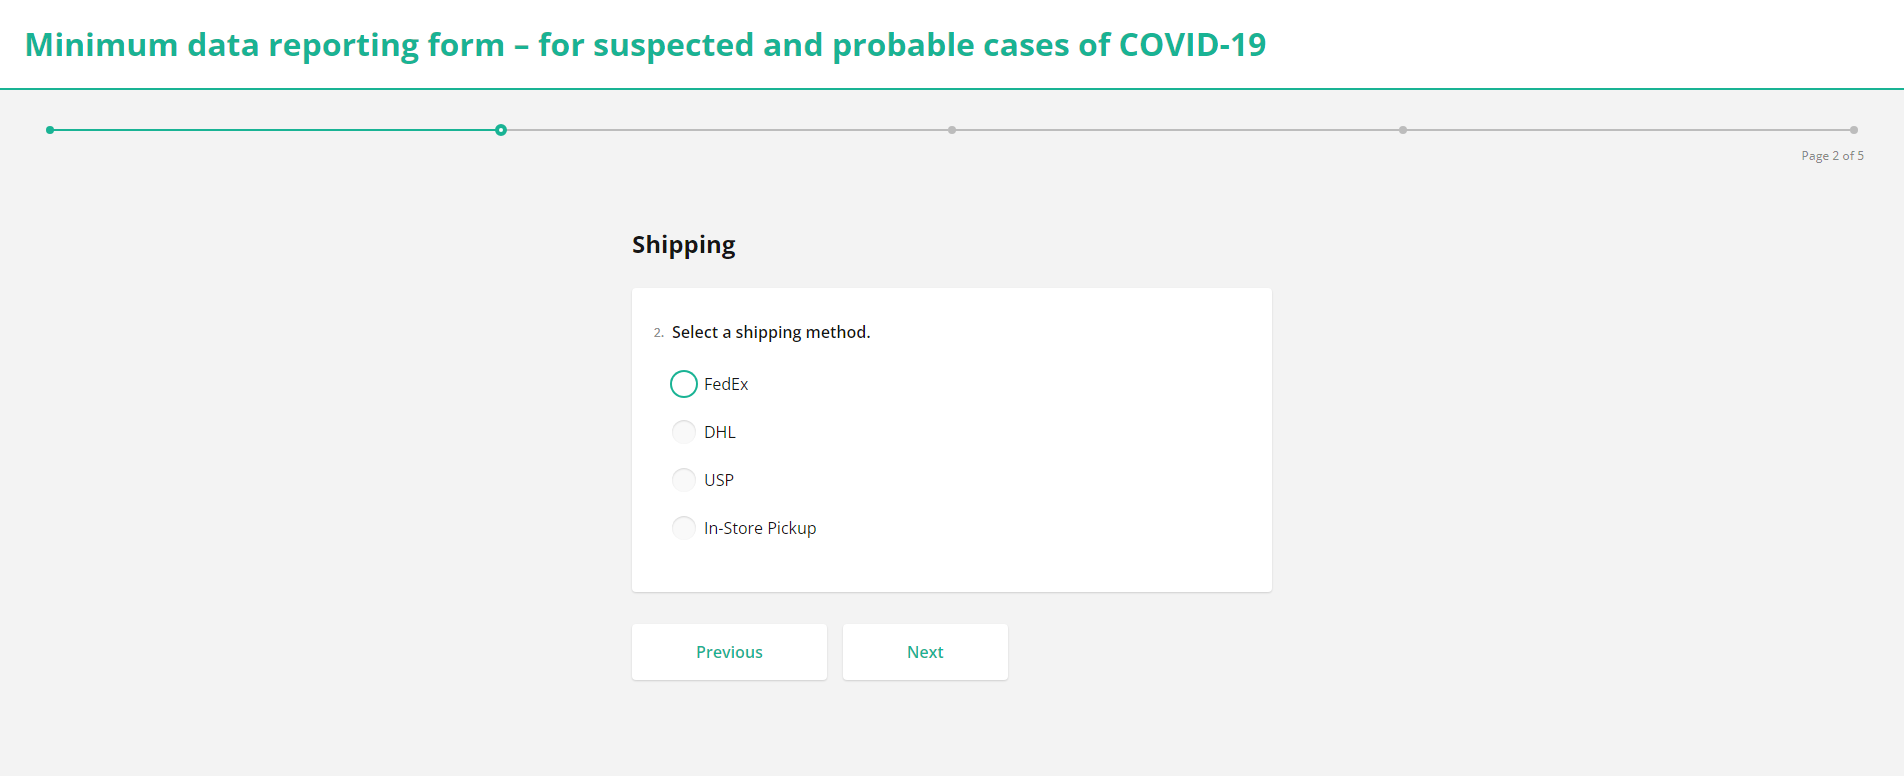 Minimum data reporting form – for suspected and probable cases of COVID-19
Page 2 of 5
Shipping
2. Select a shipping method.
FedEx
DHL
USP
In-Store Pickup
Previous
Next